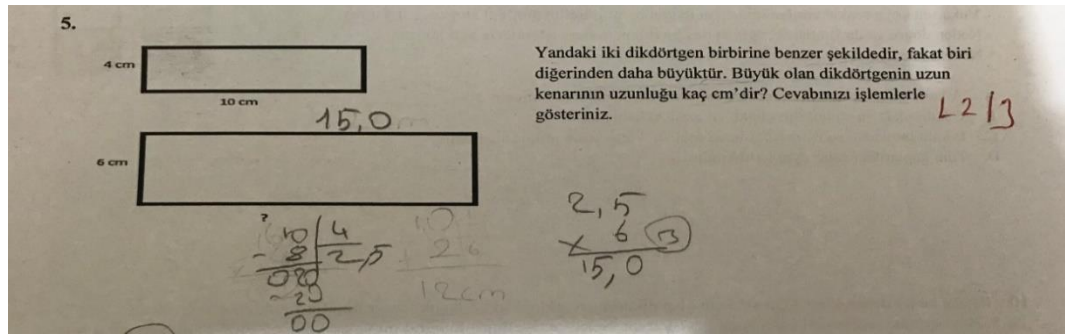 5.
4 cm
10 cm
15,0
6 cm
?
Yandaki iki dikdörtgen birbirine benzer şekildedir, fakat biri
diğerinden daha büyüktür. Büyük olan dikdörtgenin uzun
kenarının uzunluğu kaç cm'dir? Cevabınızı işlemlerle
gösteriniz.
L2/3
10 4
- 8 2,5
020
- 20
00
12cm
2,5
x 6
15,0